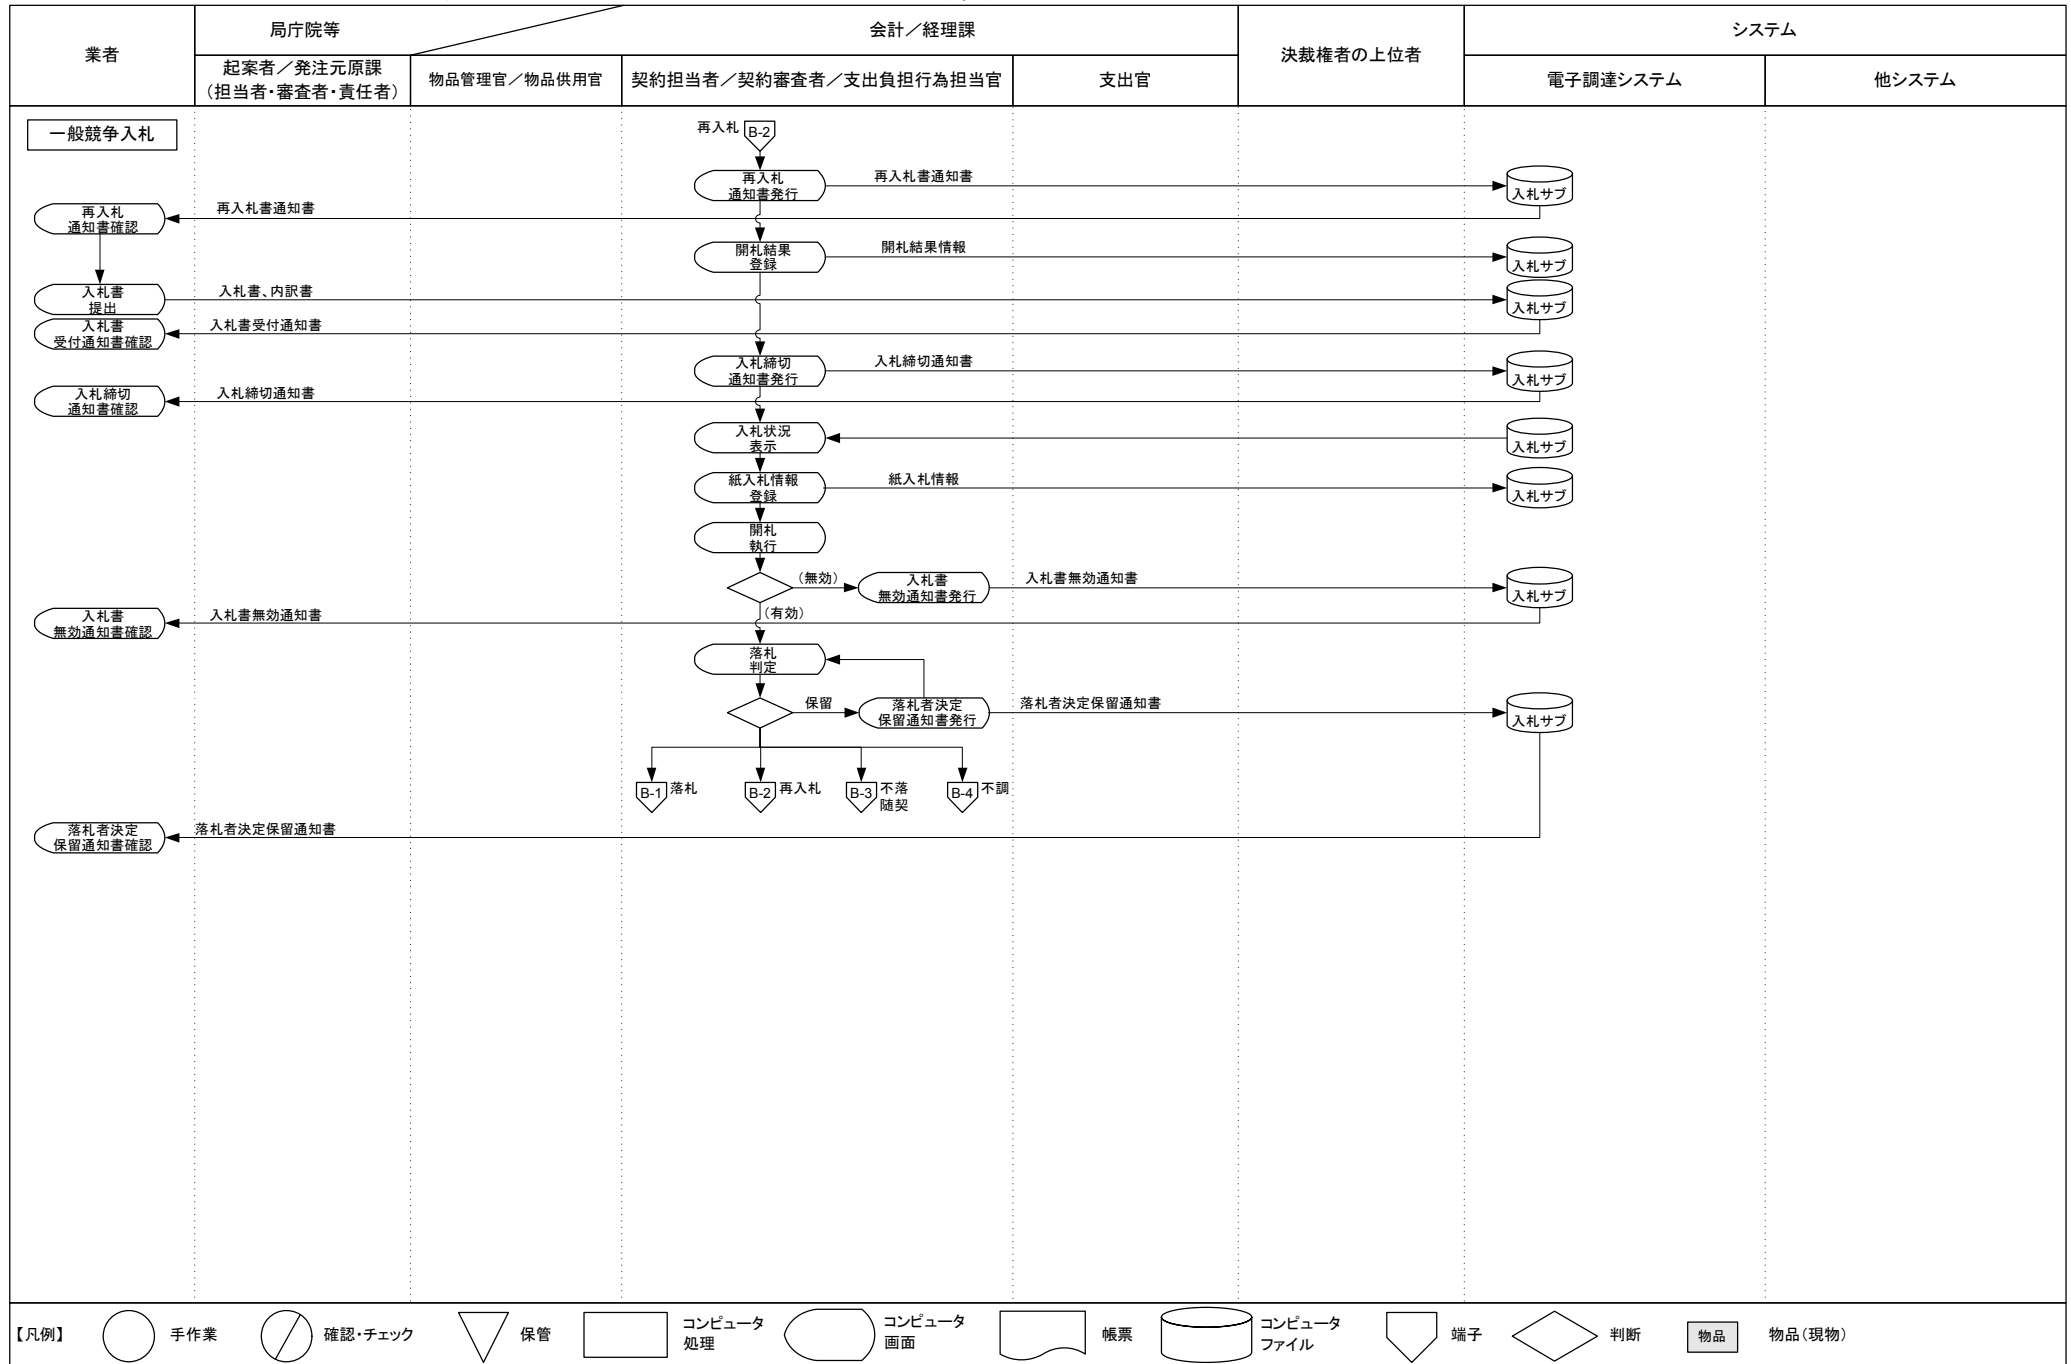 業者
局庁院等
会計／経理課
決裁権者の上位者
システム
起案者／発注元原課
（担当者・審査者・責任者）
物品管理官／物品供用官
契約担当者／契約審査者／支出負担行為担当官
支出官
電子調達システム
他システム
一般競争入札
再入札
B-2
再入札
通知書発行
再入札書通知書
入札サブ
再入札
通知書確認
再入札書通知書
開札結果
登録
開札結果情報
入札サブ
入札書
提出
入札書、内訳書
入札サブ
入札書
受付通知書確認
入札書受付通知書
入札締切
通知書発行
入札締切通知書
入札サブ
入札締切
通知書確認
入札締切通知書
入札状況
表示
入札サブ
紙入札情報
登録
紙入札情報
入札サブ
開札
執行
（無効）
入札書
無効通知書発行
入札書無効通知書
入札サブ
（有効）
入札書
無効通知書確認
入札書無効通知書
落札
判定
保留
落札者決定
保留通知書発行
落札者決定保留通知書
入札サブ
B-1
落札
B-2
再入札
B-3
不落
随契
B-4
不調
落札者決定
保留通知書確認
落札者決定保留通知書
【凡例】
手作業
確認・チェック
保管
コンピュータ
処理
コンピュータ
画面
帳票
コンピュータ
ファイル
端子
判断
物品
物品（現物）